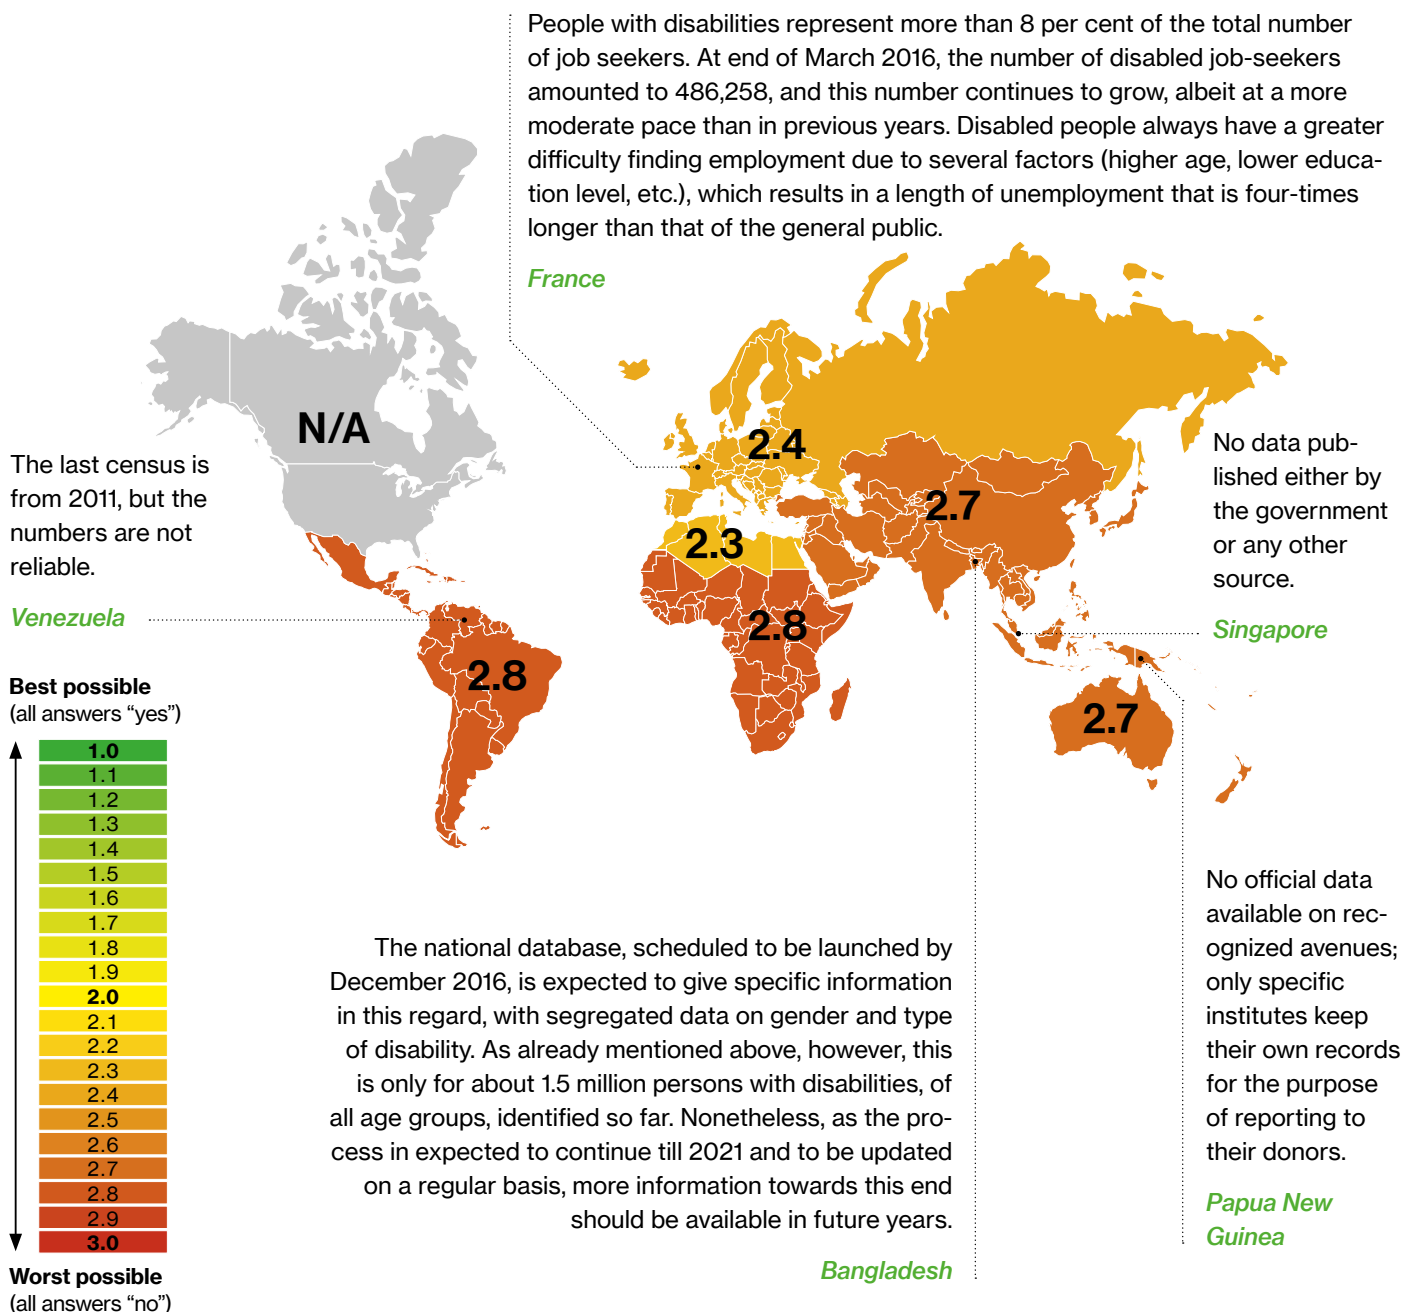 People with disabilities represent more than 8 per cent of the total number
of job seekers. At end of March 2016, the number of disabled job-seekers
amounted to 486,258, and this number continues to grow, albeit at a more
moderate pace than in previous years. Disabled people always have a greater
difficulty finding employment due to several factors (higher age, lower educa-
tion level, etc.), which results in a length of unemployment that is four-times
longer than that of the general public.
France
N/A
2.4
2.7
2.3
2.8
2.8
2.7
The last census is
from 2011, but the
numbers are not
reliable.
Venezuela
No data pub-
lished either by
the government
or any other
source.
Singapore
Best possible
(all answers “yes”)
1.0
1.1
1.2
1.3
1.4
1.5
1.6
1.7
1.8
1.9
2.0
2.1
2.2
2.3
2.4
2.5
2.6
2.7
2.8
2.9
3.0
Worst possible
(all answers “no”)
The national database, scheduled to be launched by
December 2016, is expected to give specific information
in this regard, with segregated data on gender and type
of disability. As already mentioned above, however, this
is only for about 1.5 million persons with disabilities, of
all age groups, identified so far. Nonetheless, as the pro-
cess in expected to continue till 2021 and to be updated
on a regular basis, more information towards this end
should be available in future years.
Bangladesh
No official data
available on rec-
ognized avenues;
only specific
institutes keep
their own records
for the purpose
of reporting to
their donors.
Papua New
Guinea